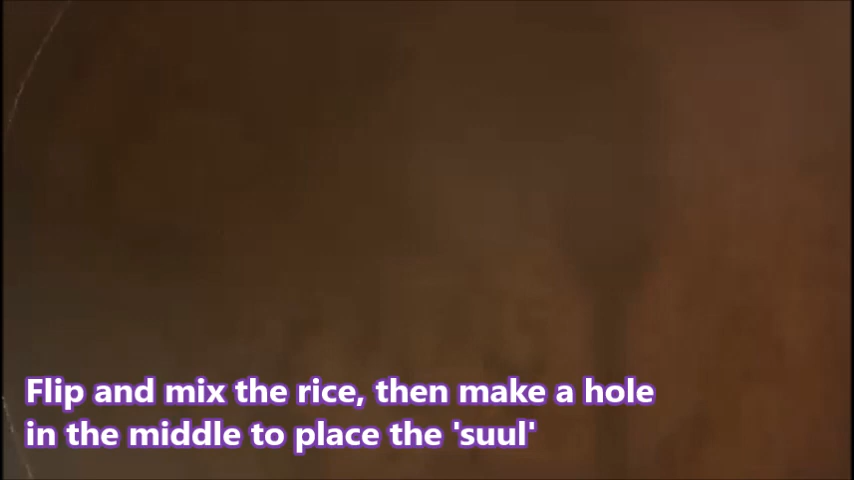 Flip and mix the rice, then make a hole
in the middle to place the 'suul'